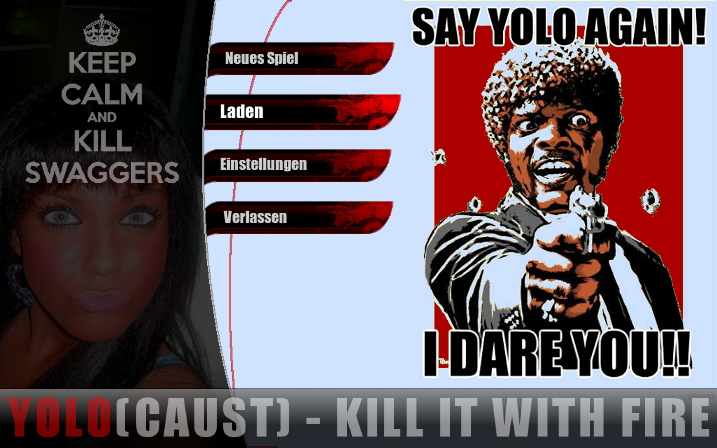 KEEP
CALM
AND
KILL
SWAGGERS
Neues Spiel
Laden
Einstellungen
Verlassen
SAY YOLO AGAIN!
I DARE YOU!!
YOLO(CAUST) - KILL IT WITH FIRE